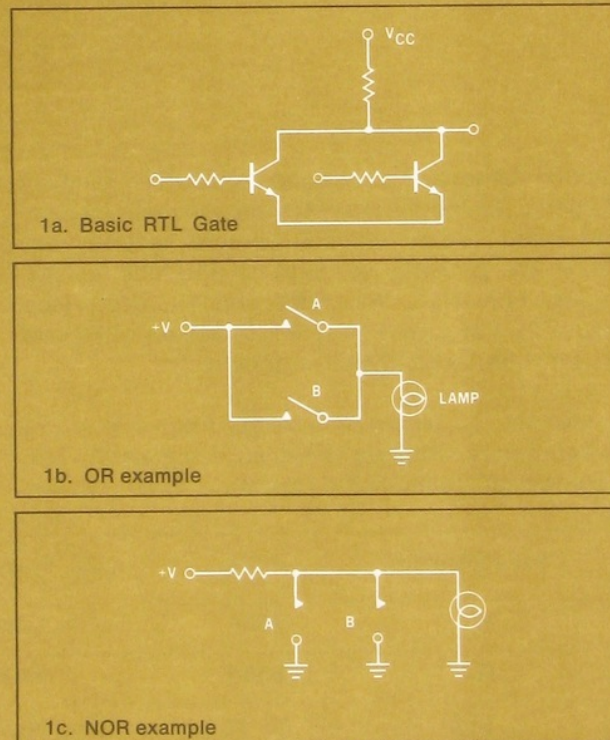 VCC
1a. Basic RTL Gate
A
+V
B
LAMP
1b. OR example
+V
A
B
1c. NOR example